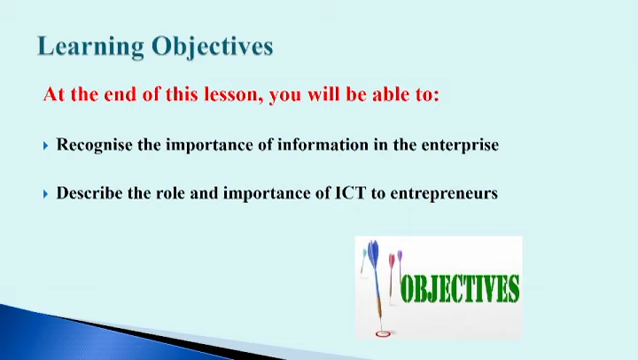 Learning Objectives
At the end of this lesson, you will be able to:
Recognise the importance of information in the enterprise
Describe the role and importance of ICT to entrepreneurs
OBJECTIVES